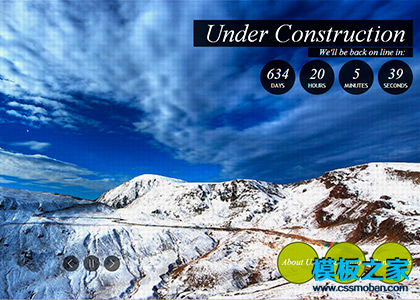 Under Construction
We'll be back on line in:
634 20 5 39
DAYS HOURS MINUTES SECONDS
About U
模板之家
www.cssmoban.com